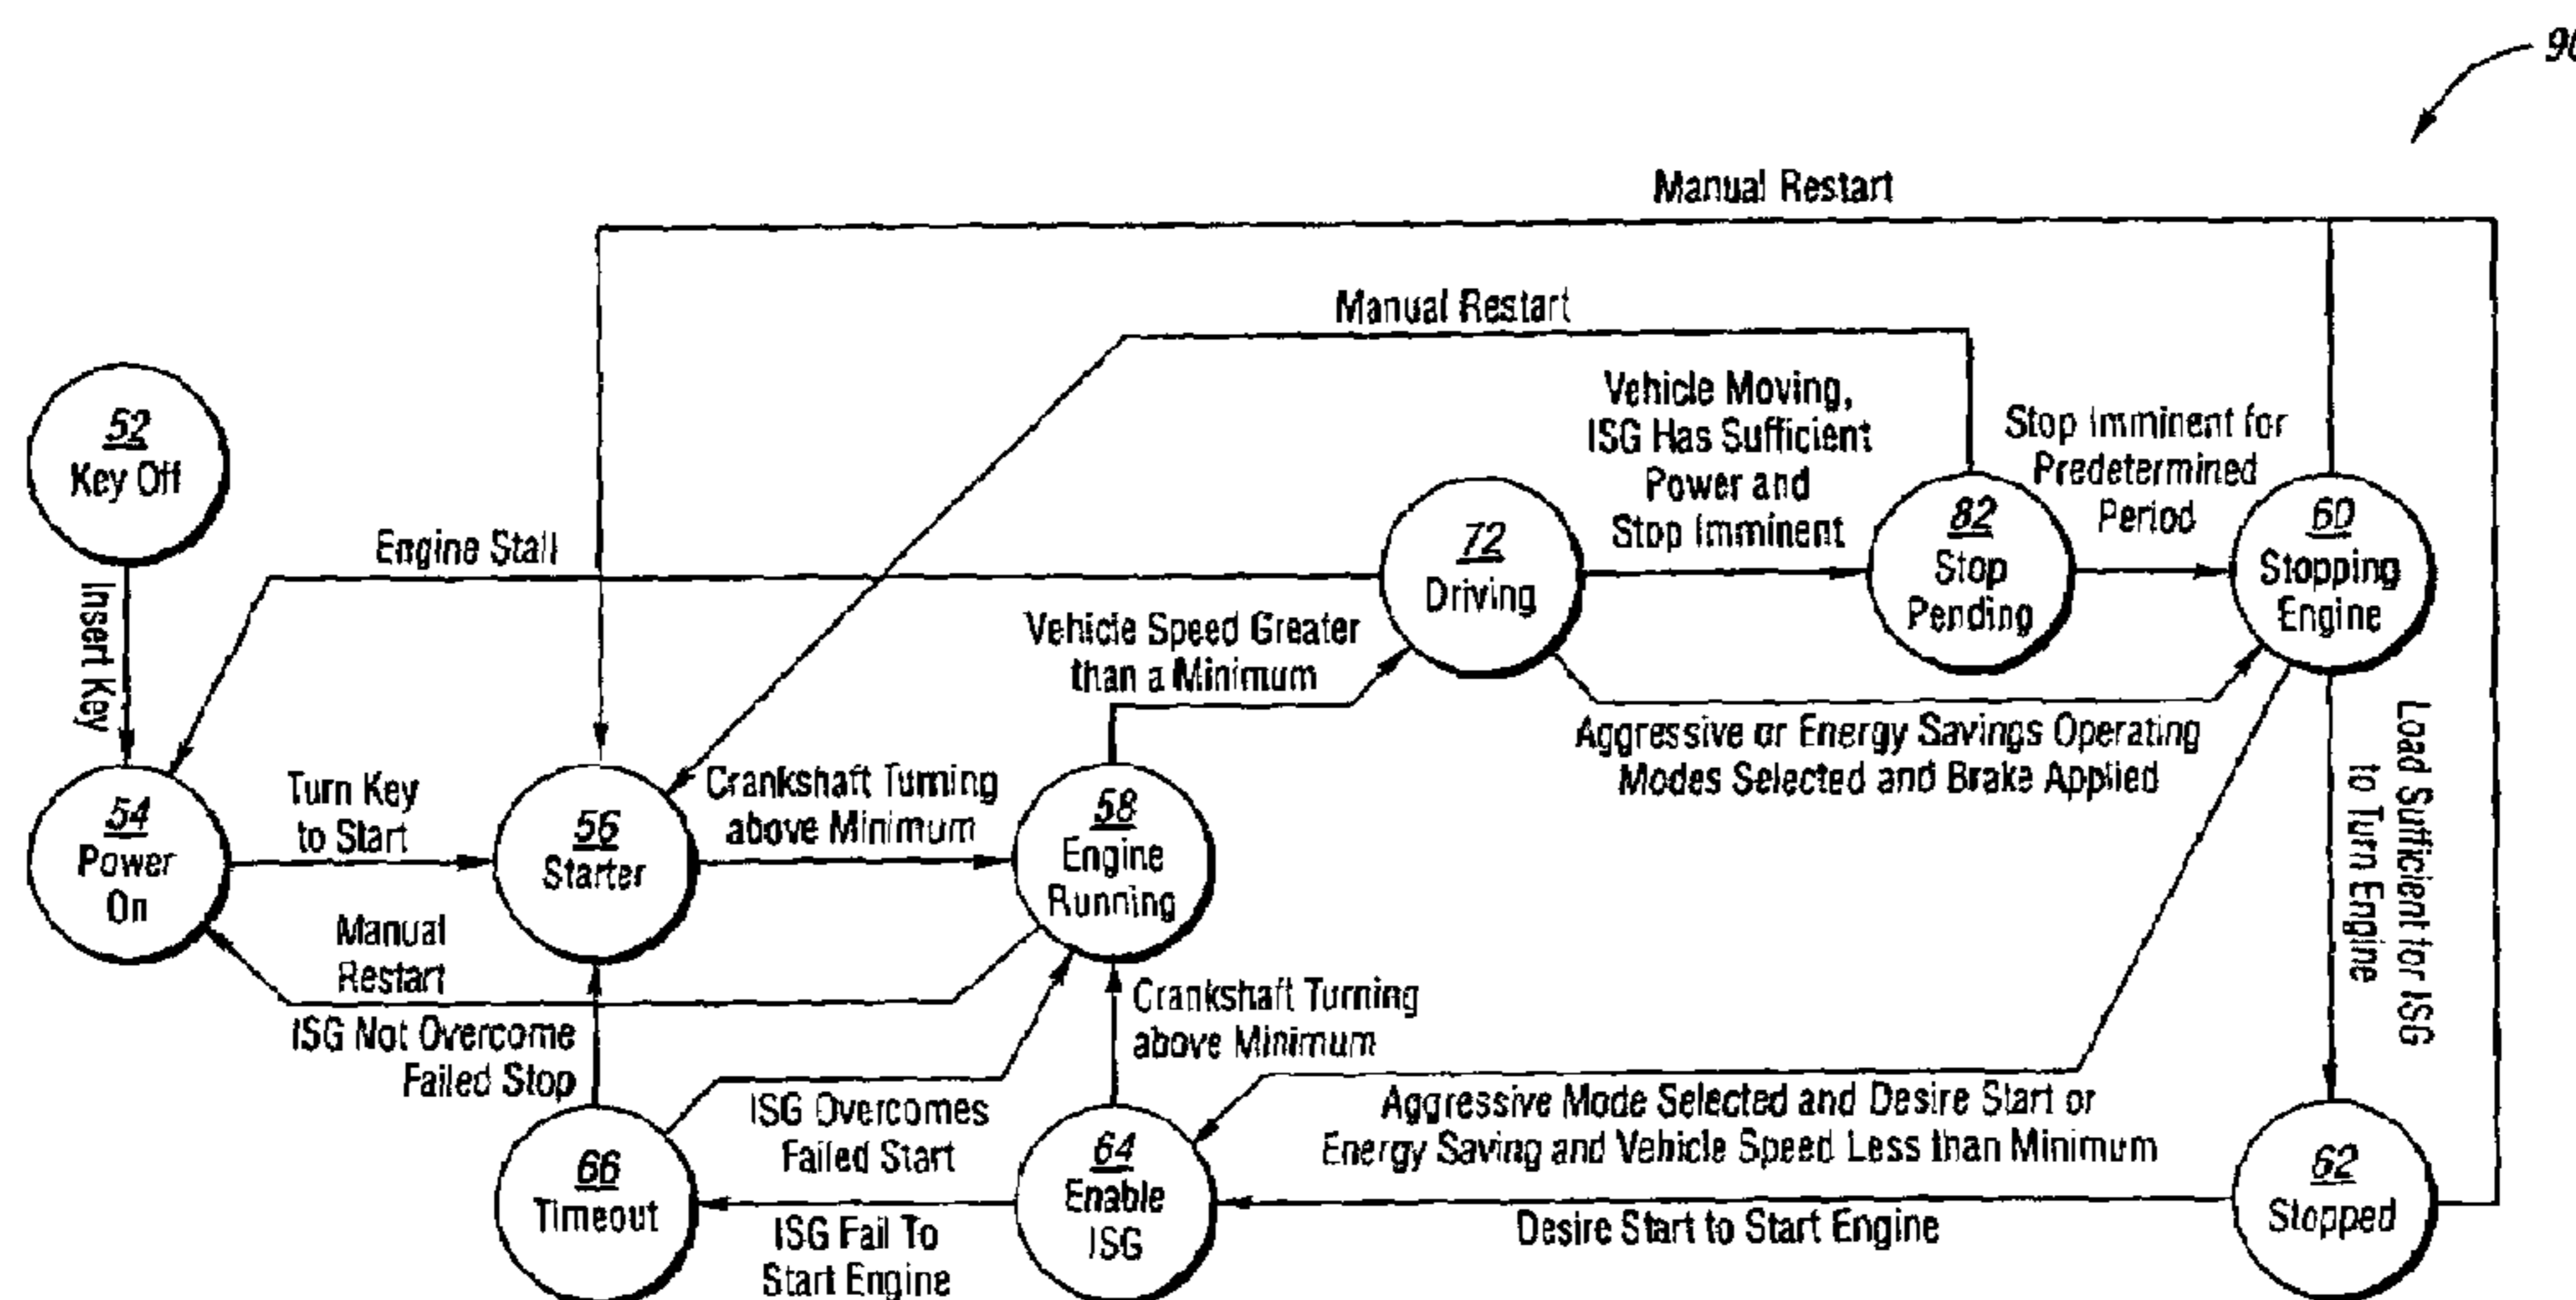 90
Manual Restart
Manual Restart
52
Key Off
Insert Key
Engine Stall
72
Driving
Vehicle Moving,
ISG Has Sufficient
Power and
Stop Imminent
82
Stop
Pending
Stop Imminent for
Predetermined
Period
60
Stopping
Engine
Vehicle Speed Greater
than a Minimum
Aggressive or Energy Savings Operating
Modes Selected and Brake Applied
Load Sufficient for ISG
to Turn Engine
54
Power
On
Turn Key
to Start
56
Starter
Crankshaft Turning
above Minimum
58
Engine
Running
Manual
Restart
ISG Not Overcome
Failed Stop
Crankshaft Turning
above Minimum
ISG Overcomes
Failed Start
Aggressive Mode Selected and Desire Start or
Energy Saving and Vehicle Speed Less than Minimum
66
Timeout
ISG Fail To
Start Engine
64
Enable
ISG
Desire Start to Start Engine
62
Stopped